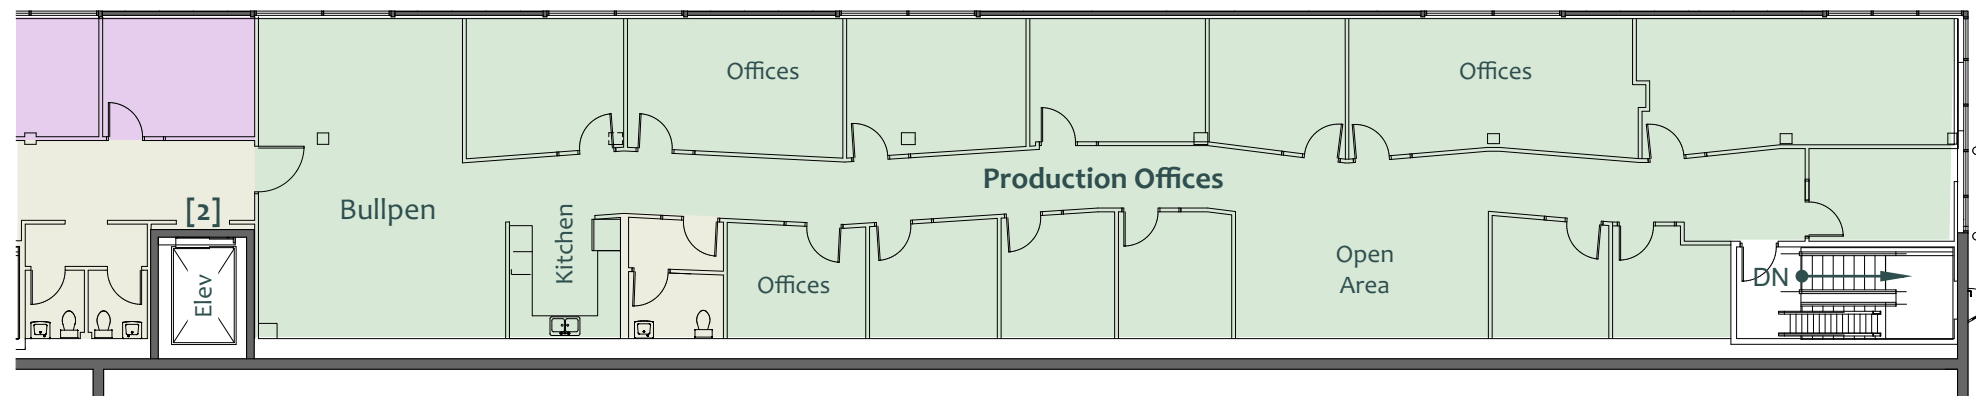 Offices
Offices
Production Offices
[2]
Bullpen
Kitchen
Elev
Offices
Open
Area
DN